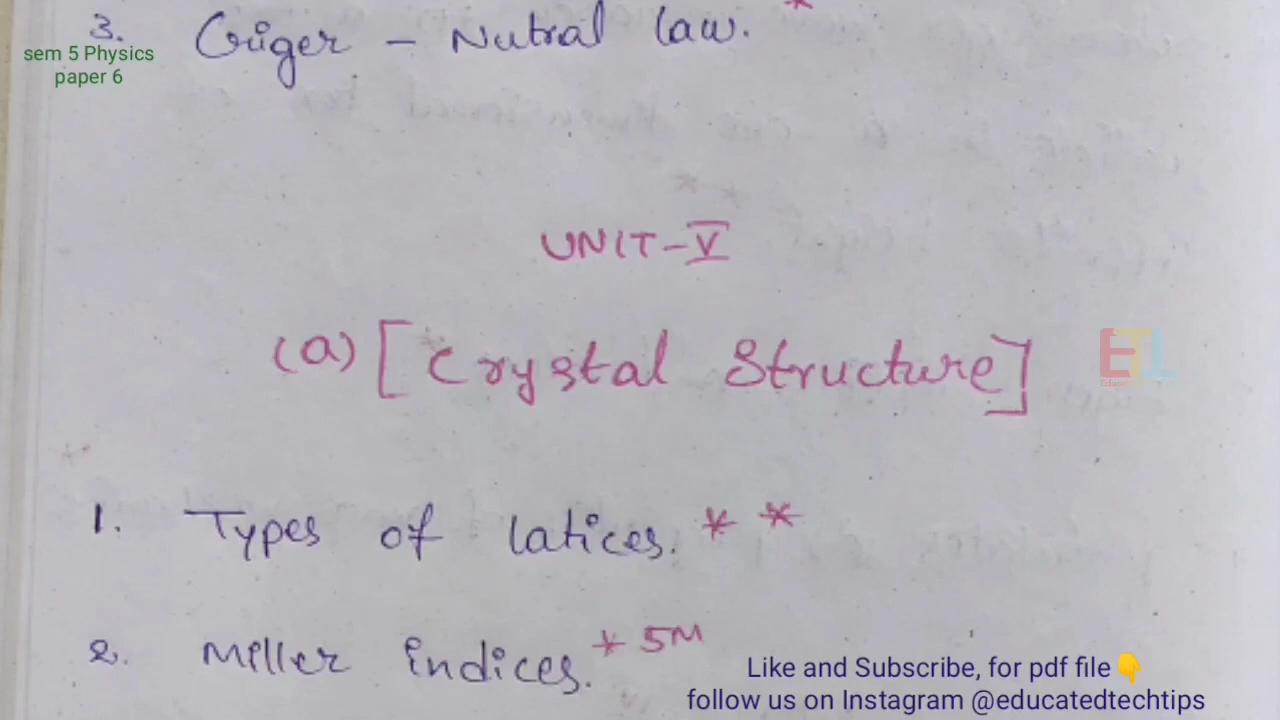 3. Griger - Nutral law. *
sem 5 Physics
paper 6
UNIT-V
(a) [Crystal Structure]
ETL
1. Types of latices. * *
2. Miller indices. * 5M
Like and Subscribe, for pdf file👇
follow us on Instagram @educatedtechtips